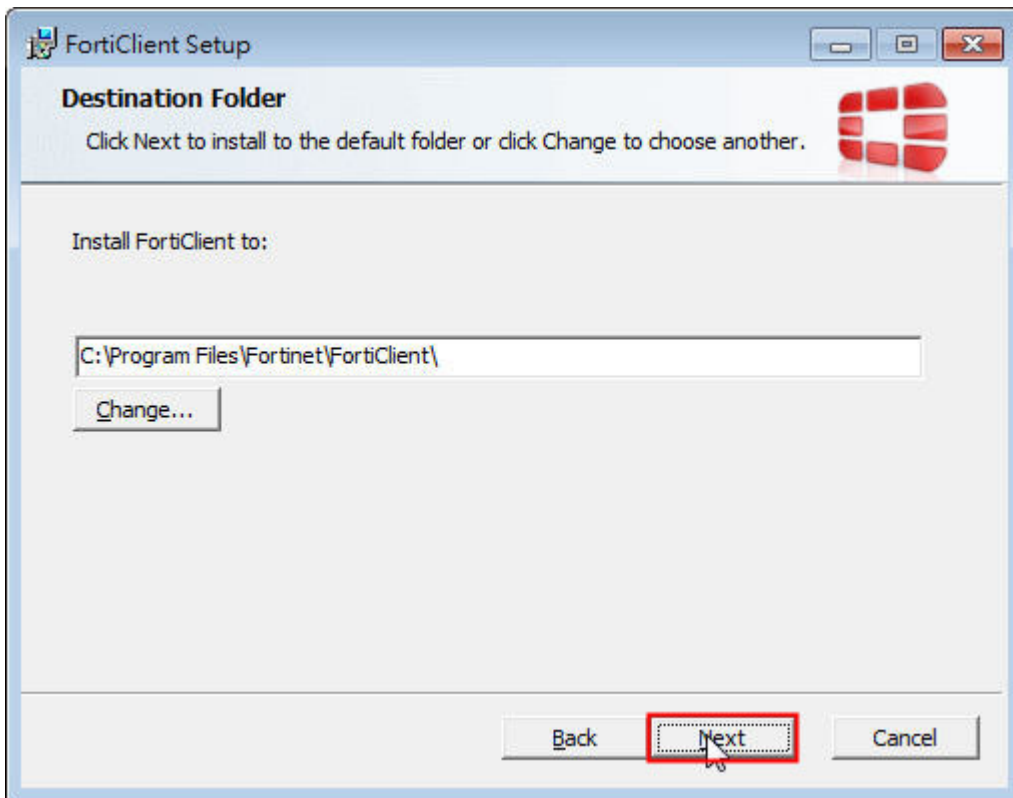 FortiClient Setup
Destination Folder
Click Next to install to the default folder or click Change to choose another.
Install FortiClient to:
C:\Program Files\Fortinet\FortiClient\
Change...
Back
Next
Cancel